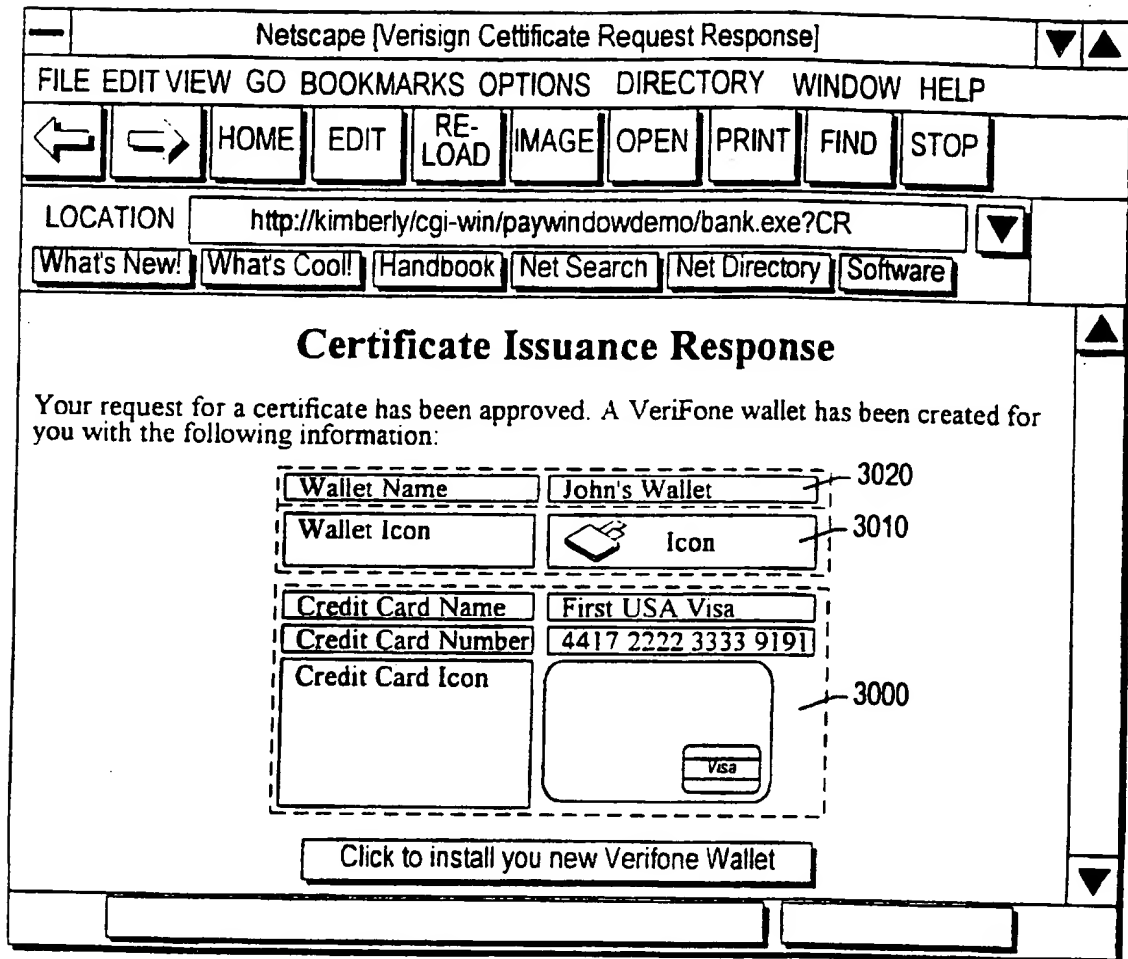 Netscape [Verisign Cettificate Request Response]
FILE EDIT VIEW GO BOOKMARKS OPTIONS DIRECTORY WINDOW HELP
HOME EDIT RE-LOAD IMAGE OPEN PRINT FIND STOP
LOCATION http://kimberly/cgi-win/paywindowdemo/bank.exe?CR
What's New! What's Cool! Handbook Net Search Net Directory Software
Certificate Issuance Response
Your request for a certificate has been approved. A VeriFone wallet has been created for
you with the following information:
Wallet Name John's Wallet 3020
Wallet Icon Icon 3010
Credit Card Name First USA Visa
Credit Card Number 4417 2222 3333 9191
Credit Card Icon 3000
Visa
Click to install you new Verifone Wallet